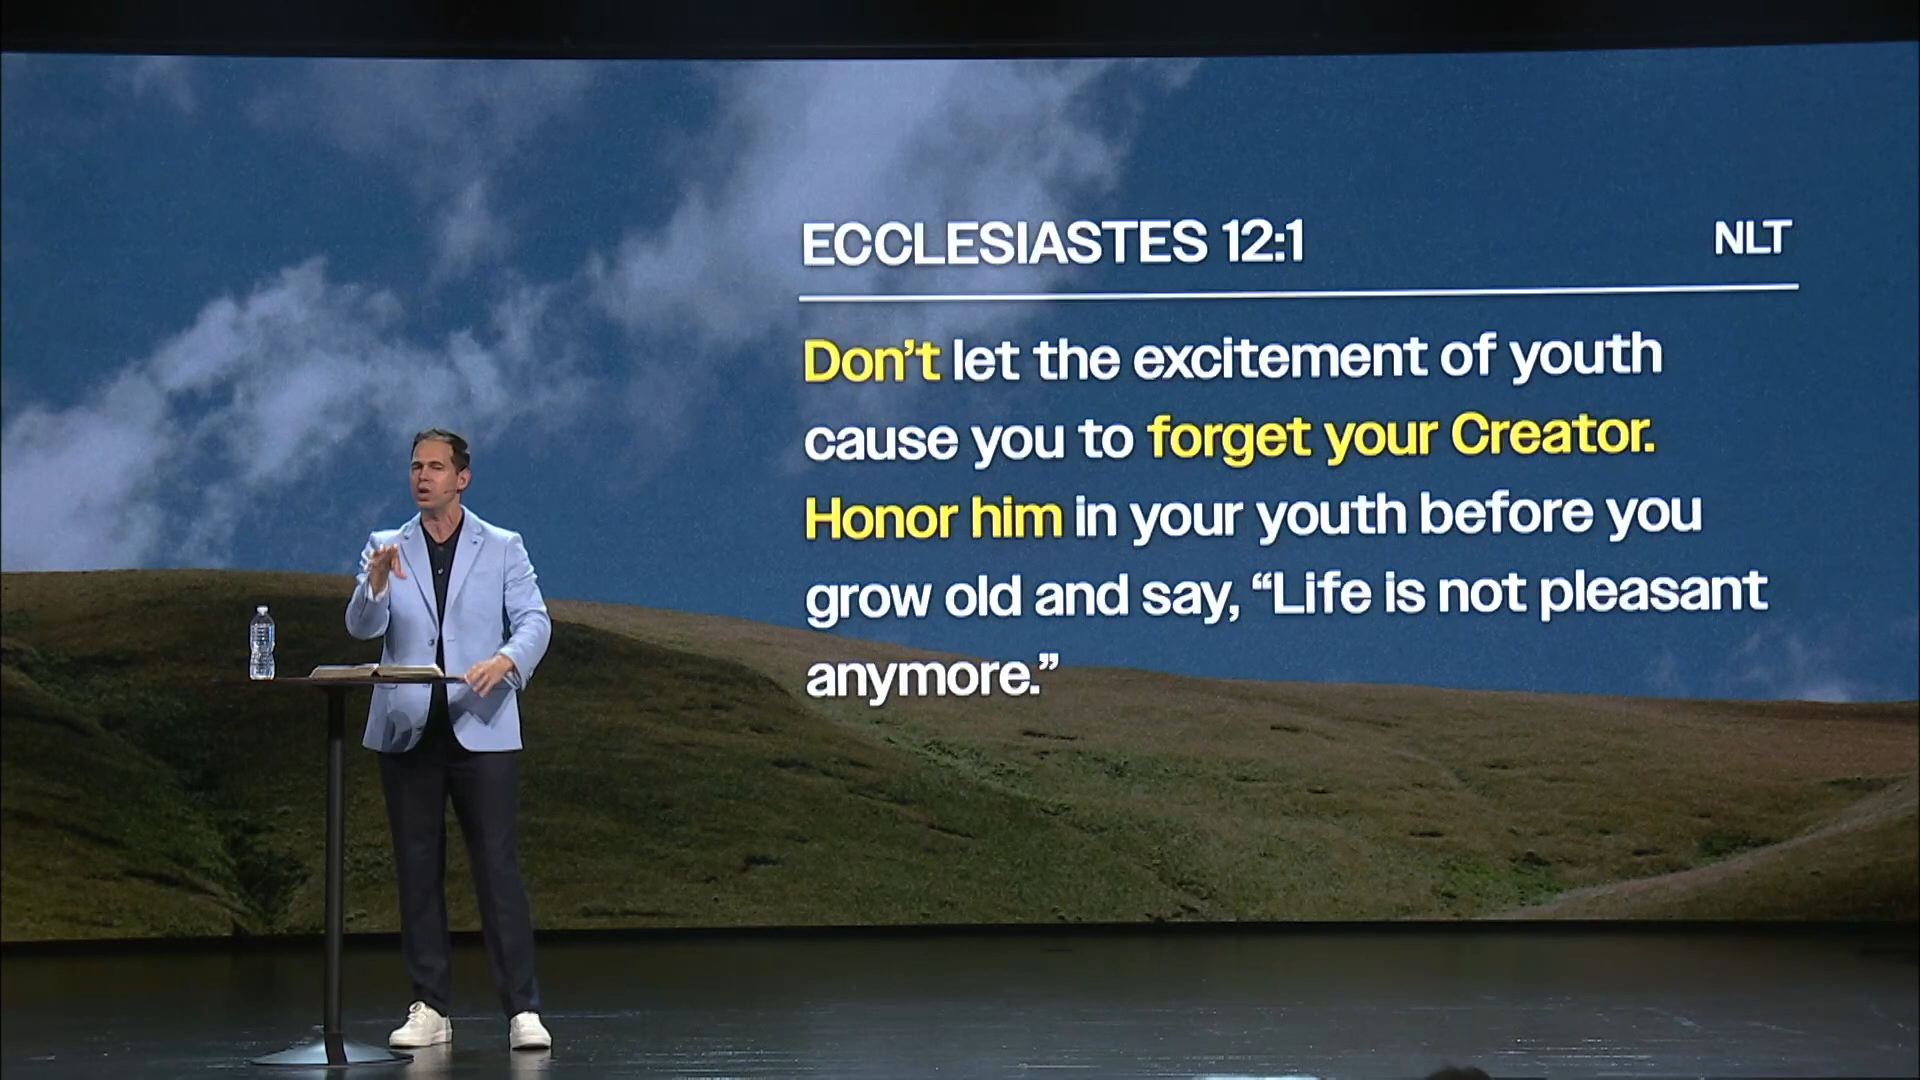 ECCLESIASTES 12:1 NLT
Don’t let the excitement of youth
cause you to forget your Creator.
Honor him in your youth before you
grow old and say, “Life is not pleasant
anymore.”